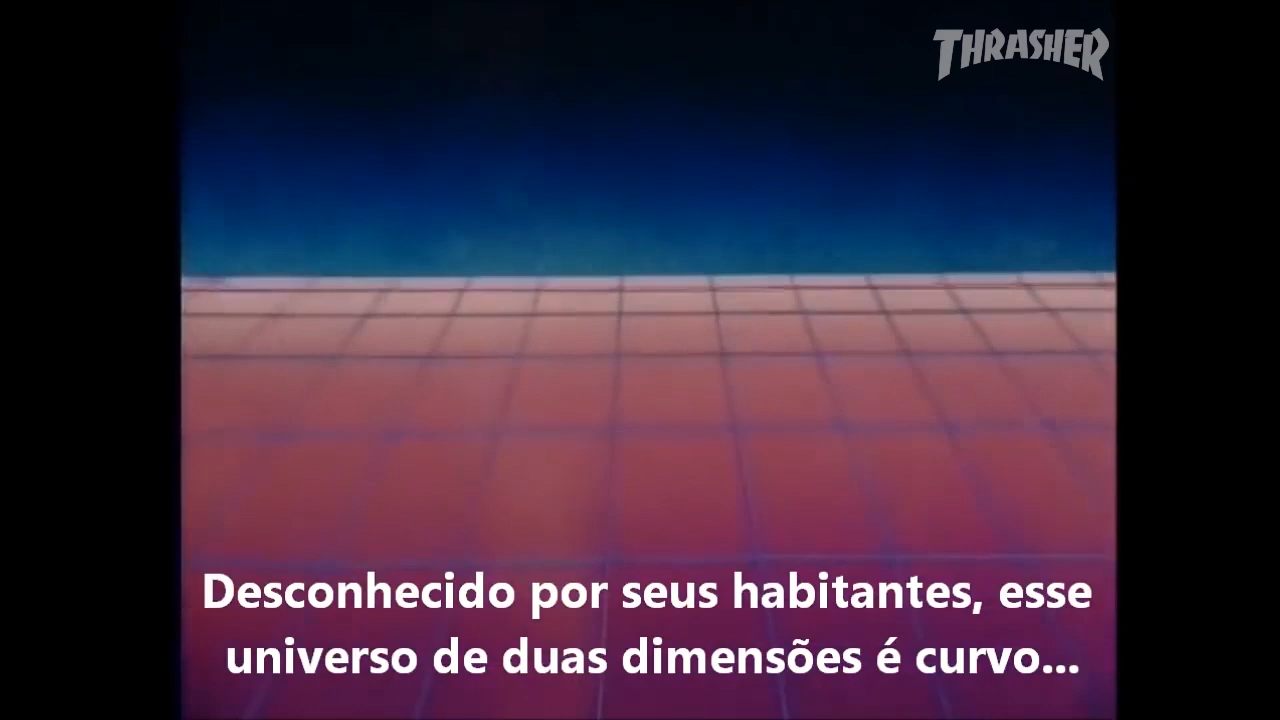 THRASHER
Desconhecido por seus habitantes, esse
universo de duas dimensões é curvo...